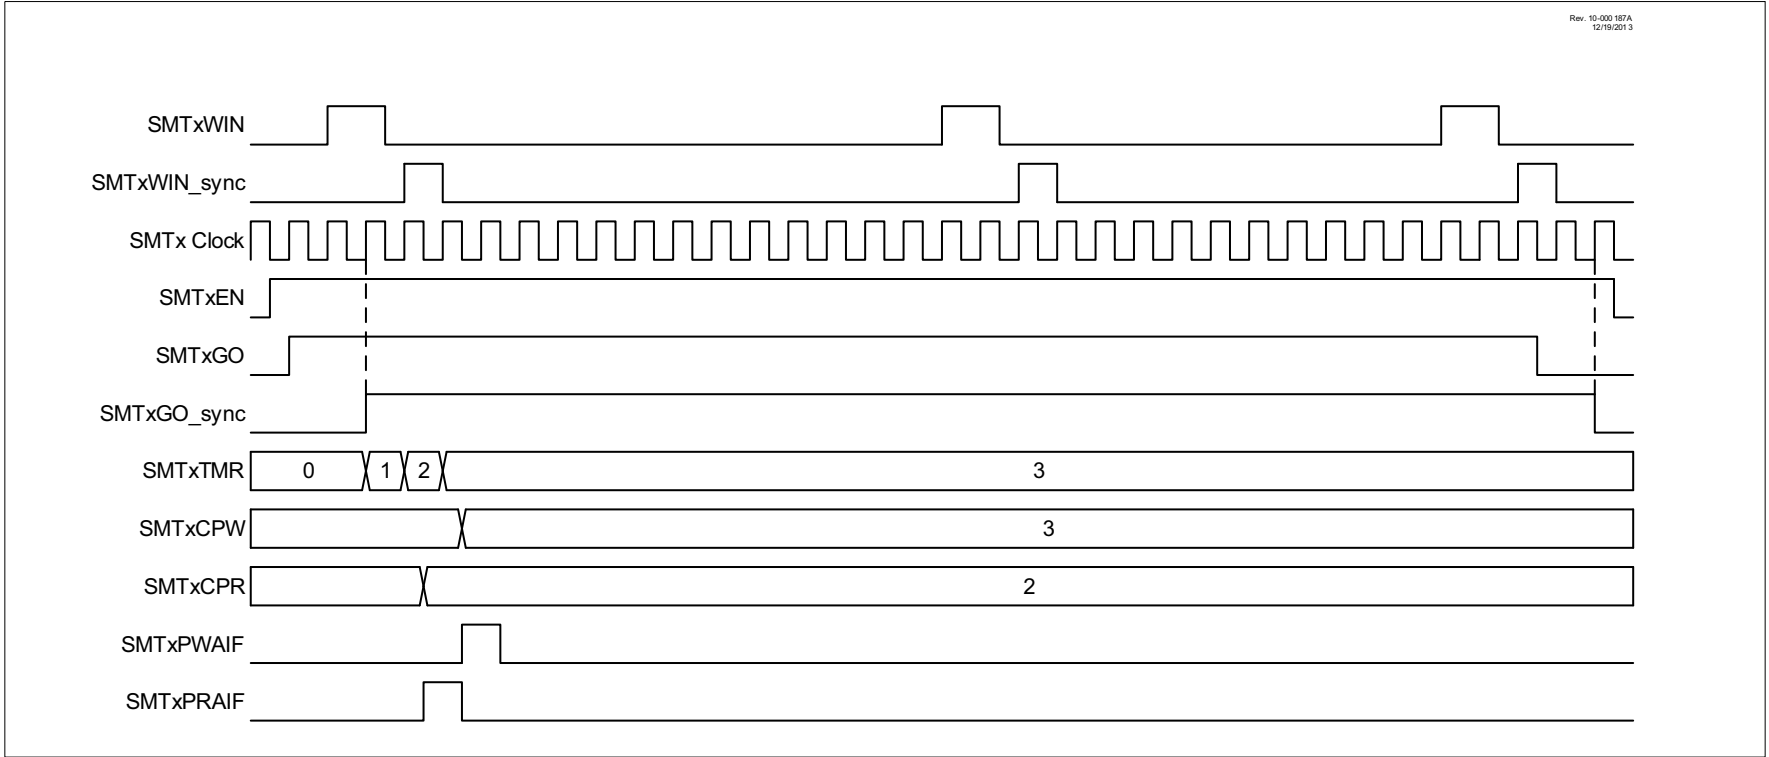 Rev. 10-000 187A
12/19/201 3
SMTxWIN
SMTxWIN_sync
SMTx Clock
SMTxEN
SMTxGO
SMTxGO_sync
SMTxTMR 0 1 2 3
SMTxCPW 3
SMTxCPR 2
SMTxPWAIF
SMTxPRAIF